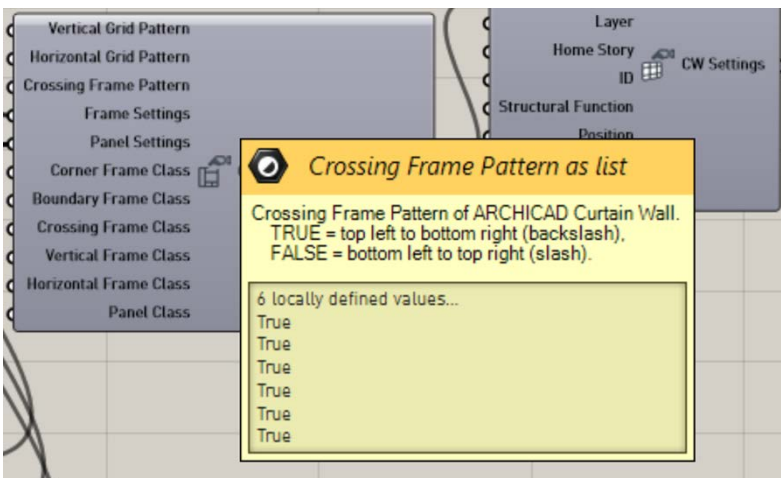 Vertical Grid Pattern
Horizontal Grid Pattern
Crossing Frame Pattern
Frame Settings
Panel Settings
Corner Frame Class
Boundary Frame Class
Crossing Frame Class
Vertical Frame Class
Horizontal Frame Class
Panel Class
Layer
Home Story
ID
Structural Function
Position
CW Settings
Crossing Frame Pattern as list
Crossing Frame Pattern of ARCHICAD Curtain Wall.
TRUE = top left to bottom right (backslash),
FALSE = bottom left to top right (slash).
6 locally defined values...
True
True
True
True
True
True